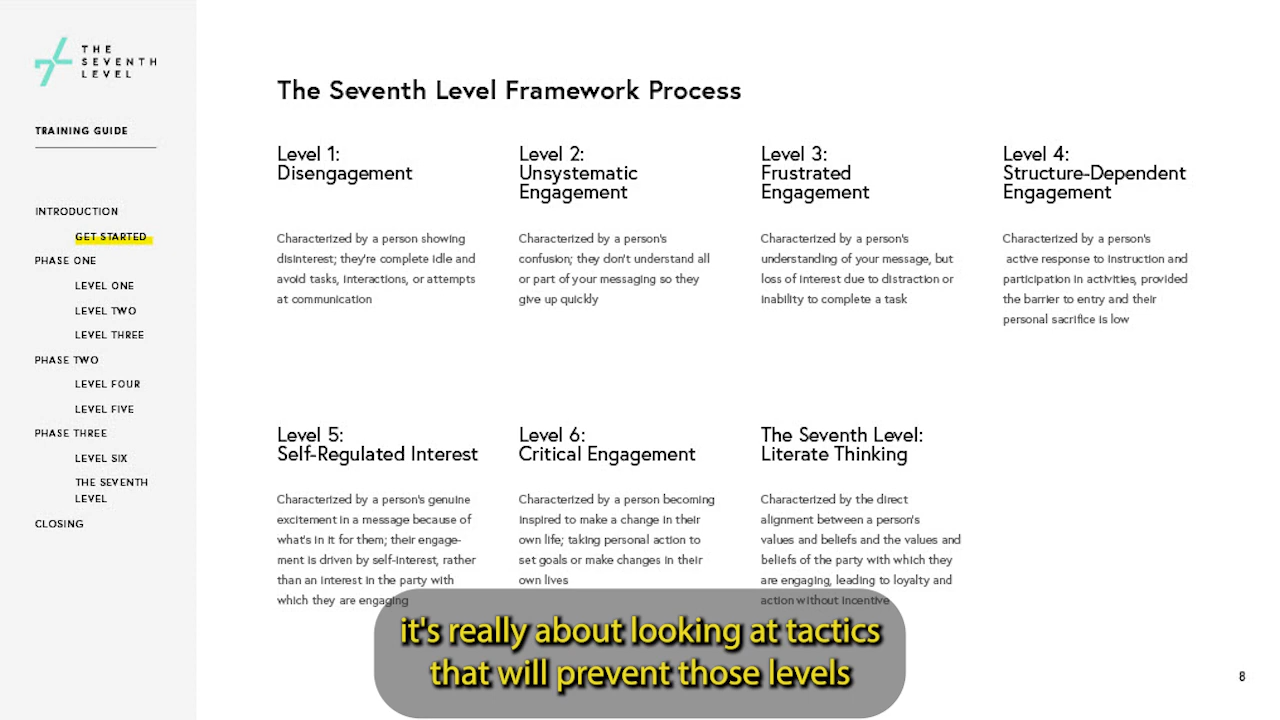 THE
SEVENTH
LEVEL
TRAINING GUIDE
INTRODUCTION
GET STARTED
PHASE ONE
LEVEL ONE
LEVEL TWO
LEVEL THREE
PHASE TWO
LEVEL FOUR
LEVEL FIVE
PHASE THREE
LEVEL SIX
THE SEVENTH
LEVEL
CLOSING
The Seventh Level Framework Process
Level 1:
Disengagement
Characterized by a person showing
disinterest; they're complete idle and
avoid tasks, interactions, or attempts
at communication
Level 2:
Unsystematic
Engagement
Characterized by a person's
confusion; they don't understand all
or part of your messaging so they
give up quickly
Level 3:
Frustrated
Engagement
Characterized by a person's
understanding of your message, but
loss of interest due to distraction or
inability to complete a task
Level 4:
Structure-Dependent
Engagement
Characterized by a person's
active response to instruction and
participation in activities, provided
the barrier to entry and their
personal sacrifice is low
Level 5:
Self-Regulated Interest
Characterized by a person's genuine
excitement in a message because of
what's in it for them; their engage-
ment is driven by self-interest, rather
than an interest in the party with
which they are engaging
Level 6:
Critical Engagement
Characterized by a person becoming
inspired to make a change in their
own life; taking personal action to
set goals or make changes in their
own lives
The Seventh Level:
Literate Thinking
Characterized by the direct
alignment between a person's
values and beliefs and the values and
beliefs of the party with which they
are engaging, leading to loyalty and
action without incentive
it's really about looking at tactics
that will prevent those levels
8